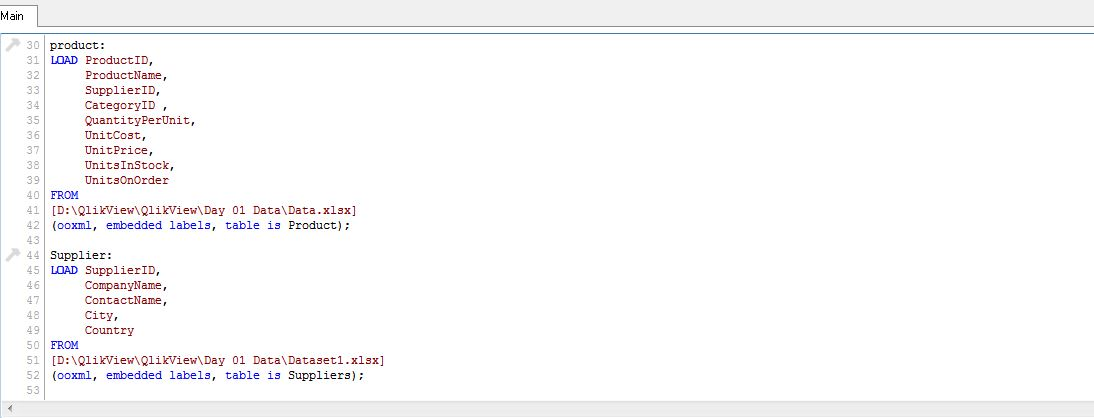 Main
30 product:
31 LOAD ProductID,
32 ProductName,
33 SupplierID,
34 CategoryID ,
35 QuantityPerUnit,
36 UnitCost,
37 UnitPrice,
38 UnitsInStock,
39 UnitsOnOrder
40 FROM
41 [D:\QlikView\QlikView\Day 01 Data\Data.xlsx]
42 (ooxml, embedded labels, table is Product);
43
44 Supplier:
45 LOAD SupplierID,
46 CompanyName,
47 ContactName,
48 City,
49 Country
50 FROM
51 [D:\QlikView\QlikView\Day 01 Data\Dataset1.xlsx]
52 (ooxml, embedded labels, table is Suppliers);
53